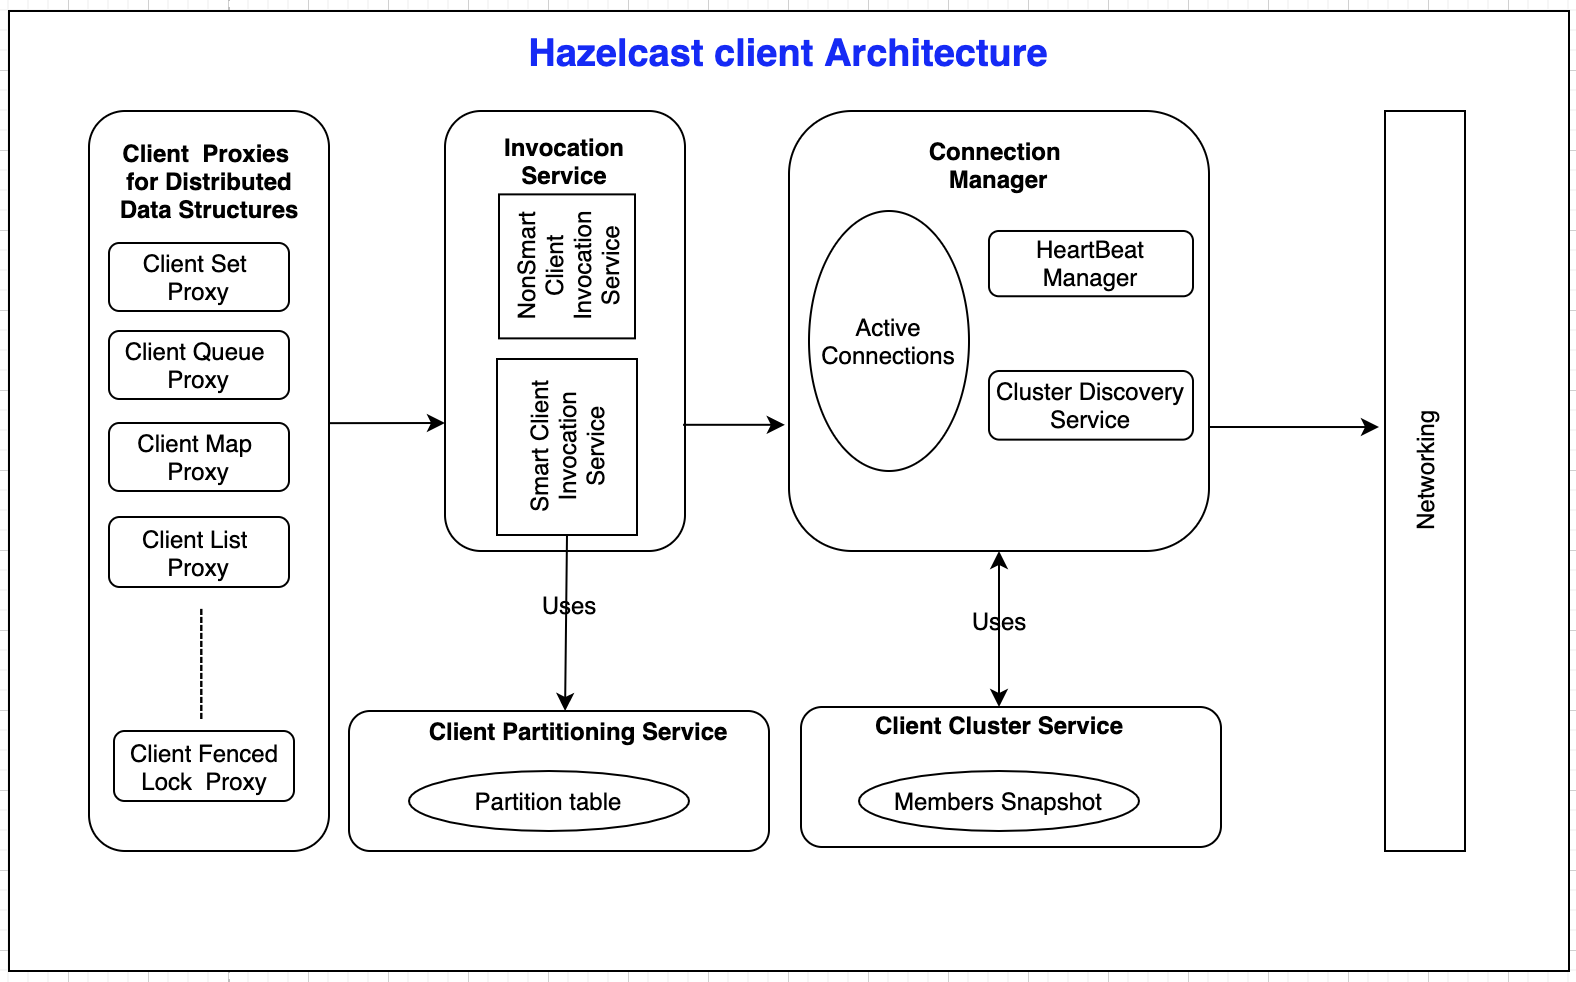 Hazelcast client Architecture
Client Proxies
for Distributed
Data Structures
Client Set
Proxy
Client Queue
Proxy
Client Map
Proxy
Client List
Proxy
Client Fenced
Lock Proxy
Invocation
Service
NonSmart
Client
Invocation
Service
Smart Client
Invocation
Service
Uses
Client Partitioning Service
Partition table
Connection
Manager
Active
Connections
HeartBeat
Manager
Cluster Discovery
Service
Uses
Client Cluster Service
Members Snapshot
Networking